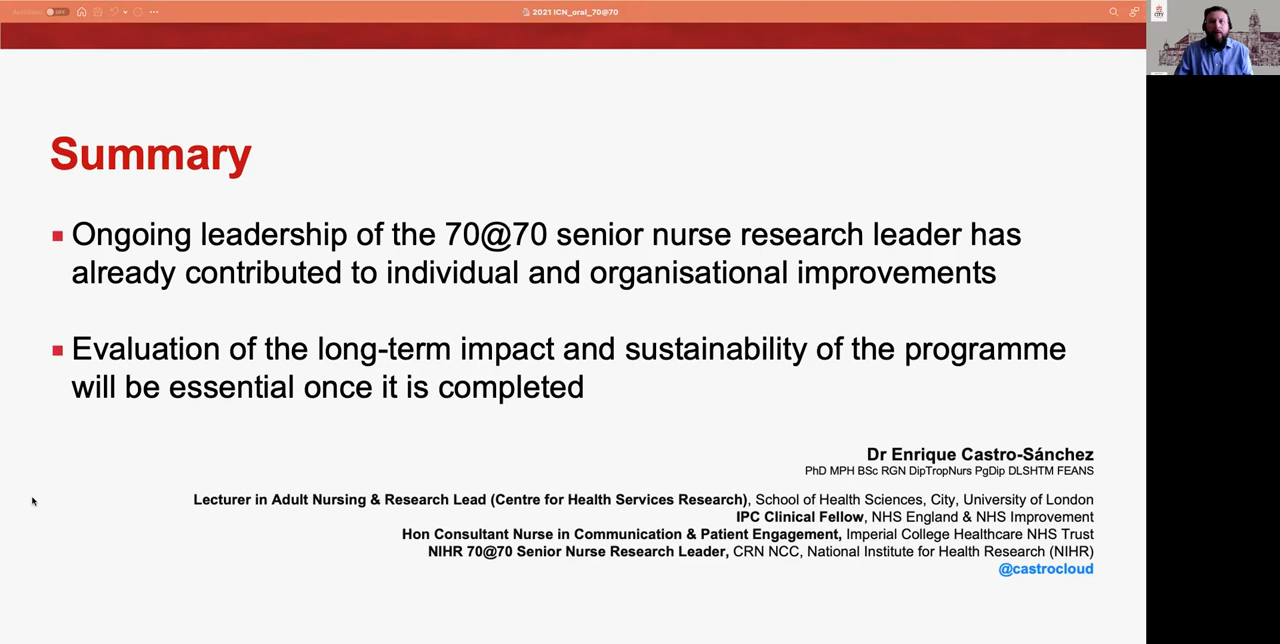 AutoSave OFF
2021 ICN_oral_70@70
CITY
Summary
Ongoing leadership of the 70@70 senior nurse research leader has
already contributed to individual and organisational improvements
Evaluation of the long-term impact and sustainability of the programme
will be essential once it is completed
Dr Enrique Castro-Sánchez
PhD MPH BSc RGN DipTropNurs PgDip DLSHTM FEANS
Lecturer in Adult Nursing & Research Lead (Centre for Health Services Research), School of Health Sciences, City, University of London
IPC Clinical Fellow, NHS England & NHS Improvement
Hon Consultant Nurse in Communication & Patient Engagement, Imperial College Healthcare NHS Trust
NIHR 70@70 Senior Nurse Research Leader, CRN NCC, National Institute for Health Research (NIHR)
@castrocloud